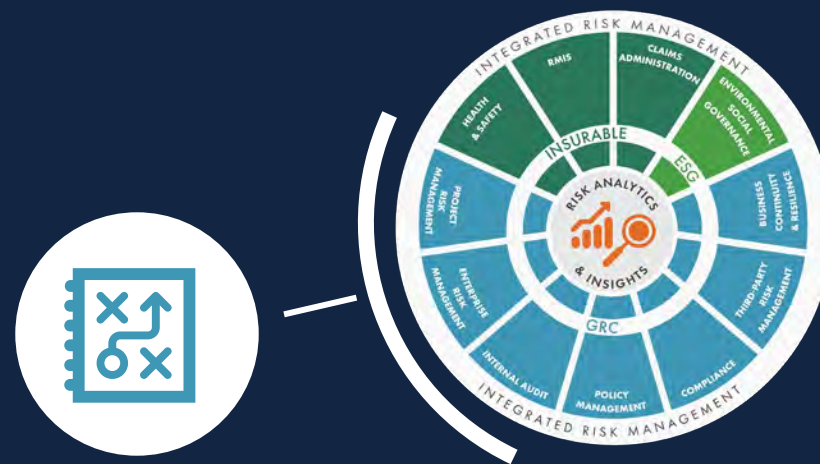 INTEGRATED RISK MANAGEMENT
RMIS
CLAIMS
ADMINISTRATION
ENVIRONMENTAL
SOCIAL
GOVERNANCE
HEALTH
& SAFETY
INSURABLE
ESG
PROJECT
RISK
MANAGEMENT
RISK ANALYTICS
& INSIGHTS
BUSINESS
CONTINUITY
& RESILIENCE
ENTERPRISE
RISK
MANAGEMENT
THIRD-PARTY
RISK
MANAGEMENT
GRC
INTERNAL AUDIT
POLICY
MANAGEMENT
COMPLIANCE
INTEGRATED RISK MANAGEMENT